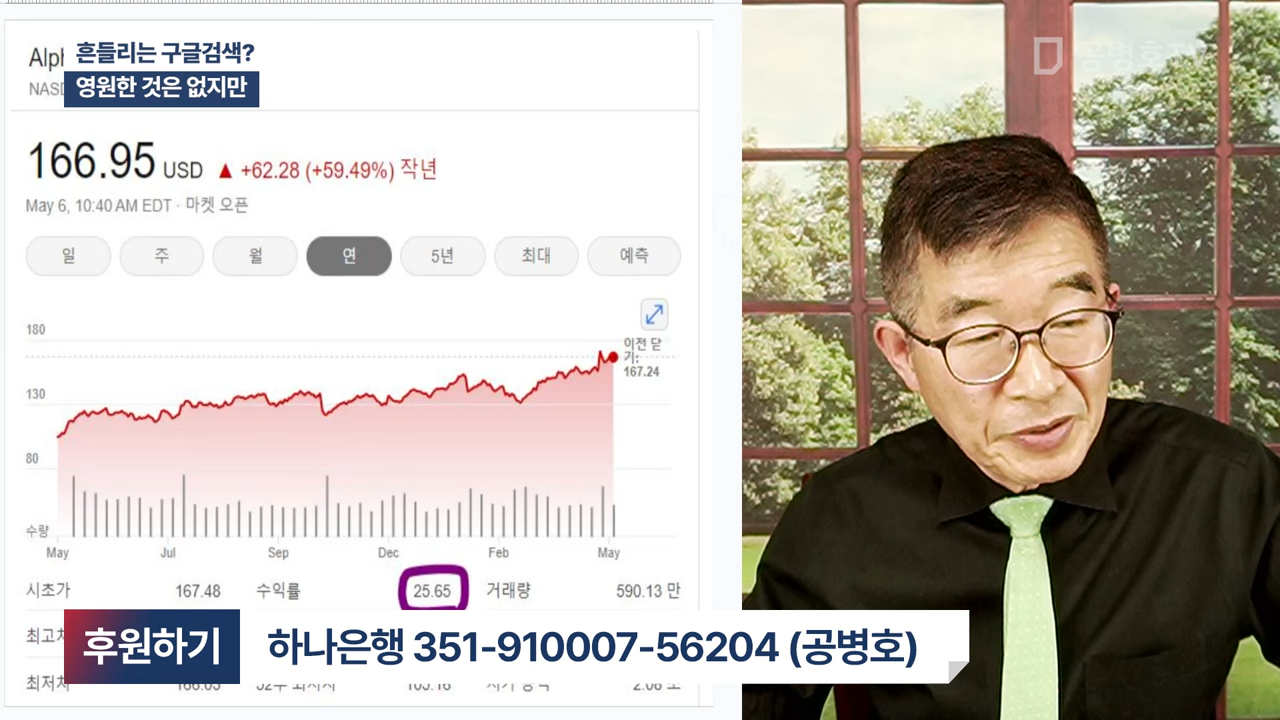 흔들리는 구글검색?
영원한 것은 없지만
166.95 USD ▲ +62.28 (+59.49%) 작년
May 6, 10:40 AM EDT · 마켓 오픈
일 주 월 연 5년 최대 예측
180
이전 닫
기:
167.24
130
80
수량
May Jul Sep Dec Feb May
시초가 167.48 수익률 25.65 거래량 590.13 만
후원하기 하나은행 351-910007-56204 (공병호)